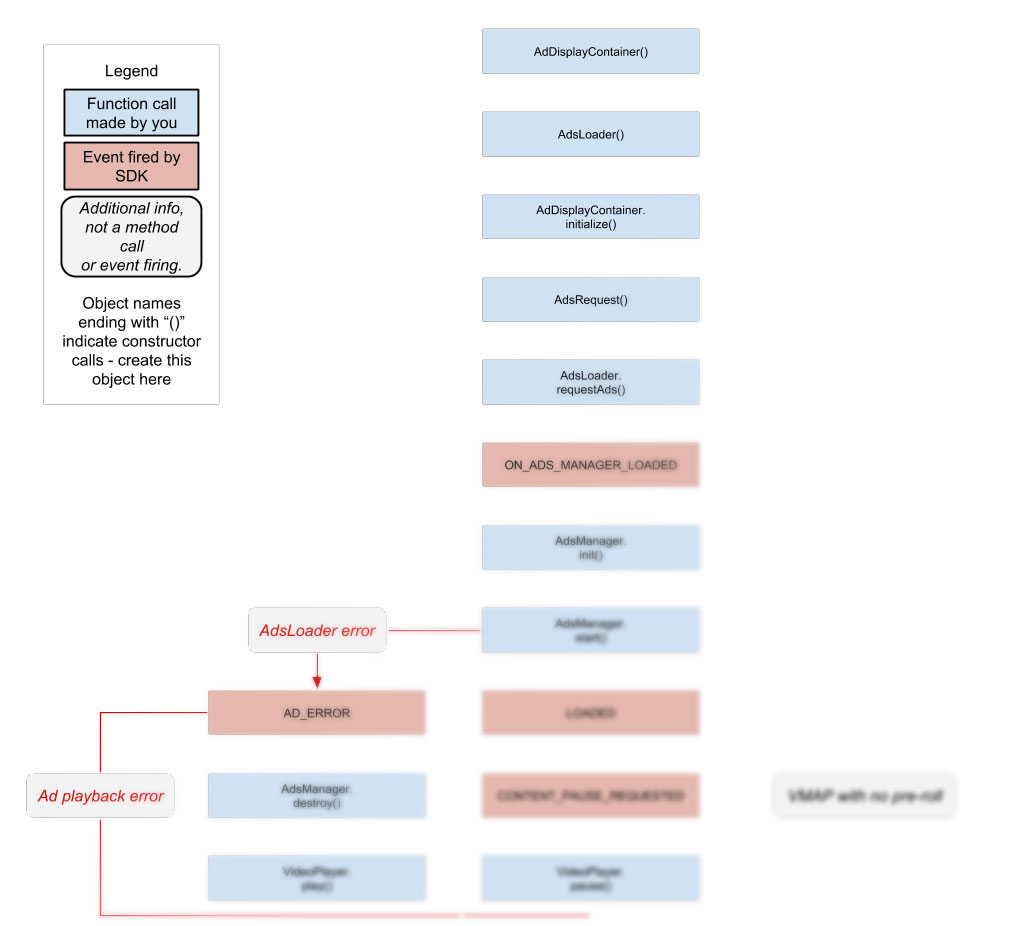 Legend
Function call
made by you
Event fired by
SDK
Additional info,
not a method
call
or event firing.
Object names
ending with “()”
indicate constructor
calls - create this
object here
AdDisplayContainer()
AdsLoader()
AdDisplayContainer.
initialize()
AdsRequest()
AdsLoader.
requestAds()
ON_ADS_MANAGER_LOADED
AdsManager.
init()
AdsLoader error
AdsManager.
start()
AD_ERROR
LOADED
Ad playback error
AdsManager.
destroy()
CONTENT_PAUSE_REQUESTED
VMAP with no pre-roll
VideoPlayer.
play()
VideoPlayer.
pause()